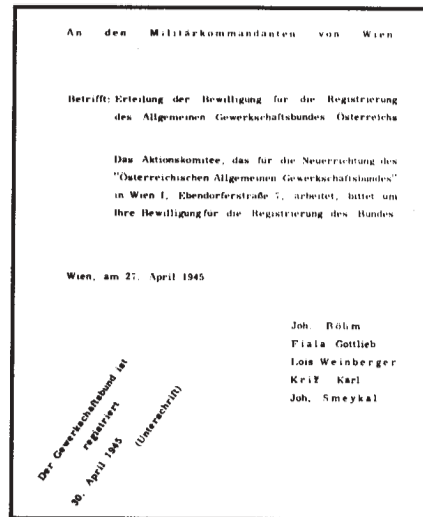 An den Militärkommandanten von Wien
Betrifft: Erteilung der Bewilligung für die Registrierung
des Allgemeinen Gewerkschaftsbundes Österreichs
Das Aktionskomitee, das für die Neuerrichtung des
"Österreichischen Allgemeinen Gewerkschaftsbundes"
in Wien I, Ebendorferstraße 7, arbeitet, bittet um
Ihre Bewilligung für die Registrierung des Bundes
Wien, am 27. April 1945
Joh. Böhm
Fiala Gottlieb
Lois Weinberger
Karl
Joh. Smeykal
Der Gewerkschaftsbund ist
registriert
30. April 1945
(Unterschrift)